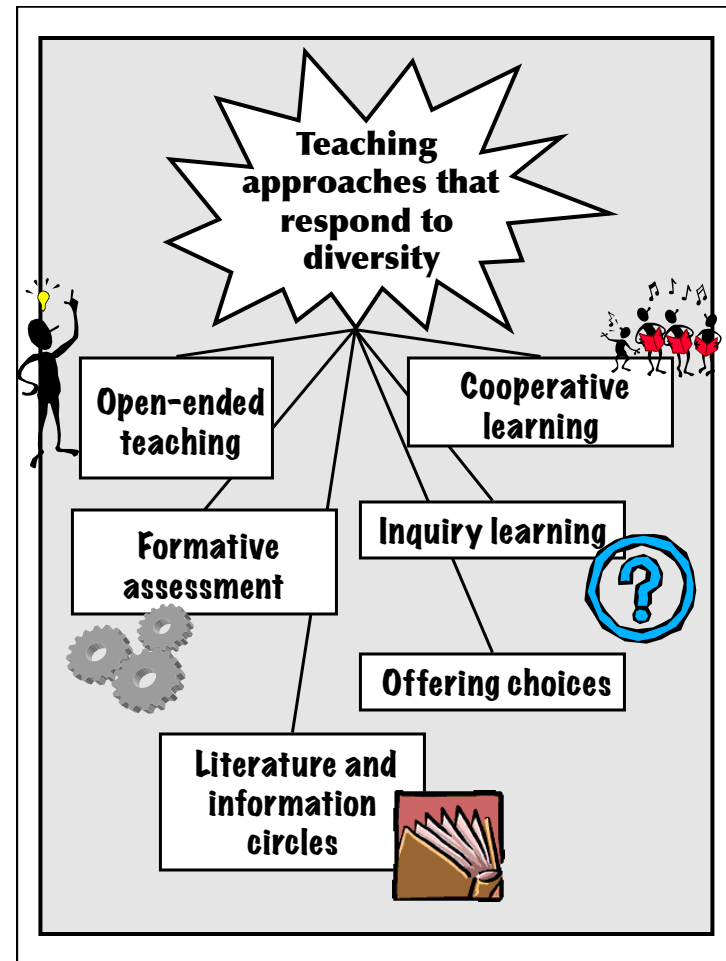 Teaching
approaches that
respond to
diversity
Open-ended
teaching
Cooperative
learning
Formative
assessment
Inquiry learning
?
Offering choices
Literature and
information
circles